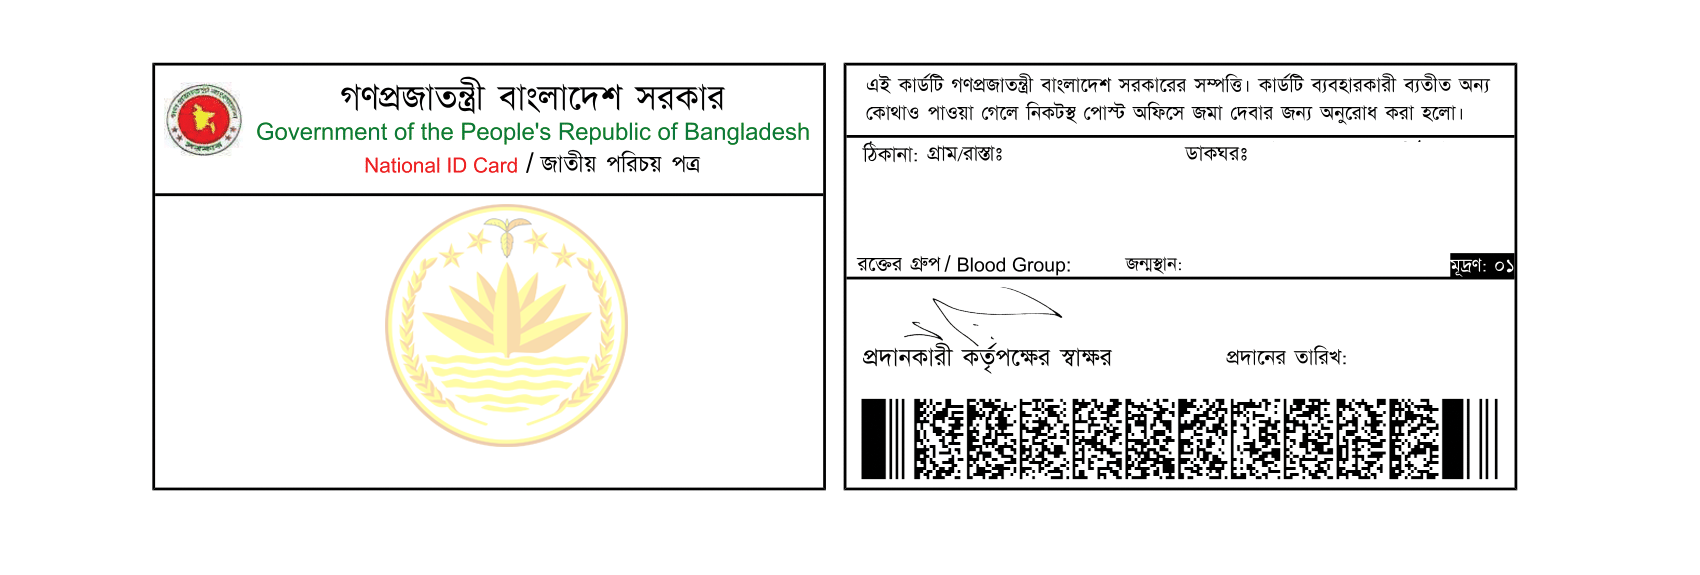 গণপ্রজাতন্ত্রী বাংলাদেশ সরকার
Government of the People's Republic of Bangladesh
National ID Card / জাতীয় পরিচয় পত্র
এই কার্ডটি গণপ্রজাতন্ত্রী বাংলাদেশ সরকারের সম্পত্তি। কার্ডটি ব্যবহারকারী ব্যতীত অন্য
কোথাও পাওয়া গেলে নিকটস্থ পোস্ট অফিসে জমা দেবার জন্য অনুরোধ করা হলো।
ঠিকানা: গ্রাম/রাস্তাঃ ডাকঘরঃ
রক্তের গ্রুপ / Blood Group: জন্মস্থান: মূদ্রণ: ০১
প্রদানকারী কর্তৃপক্ষের স্বাক্ষর প্রদানের তারিখ: